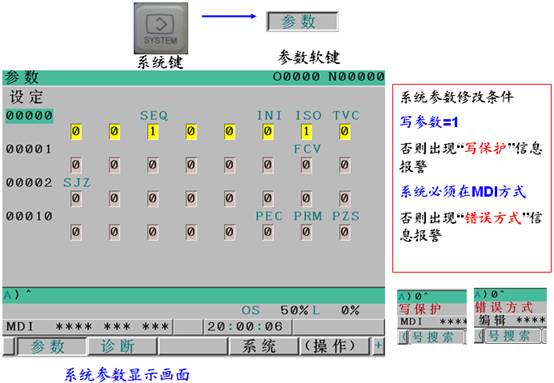 SYSTEM
参数
系统键
参数软键
参数 O0000 N00000
设定
SEQ INI ISO TVC
00000
0 0 1 0 0 0 1 0
FCV
00001
0 0 0 0 0 0 0 0
SJZ
00002
0 0 0 0 0 0 0 0
PEC PRM PZS
00010
0 0 0 0 0 0 0 0
A)^
OS 50% L 0%
MDI **** *** *** 20:00:06
参数 诊断 系统 (操作) +
系统参数显示画面
系统参数修改条件
写参数=1
否则出现“写保护”信息
报警
系统必须在MDI方式
否则出现“错误方式”信
息报警
A)0^
写保护
MDI ****
(号搜索
A)0^
错误方式
编辑 ****
(号搜索